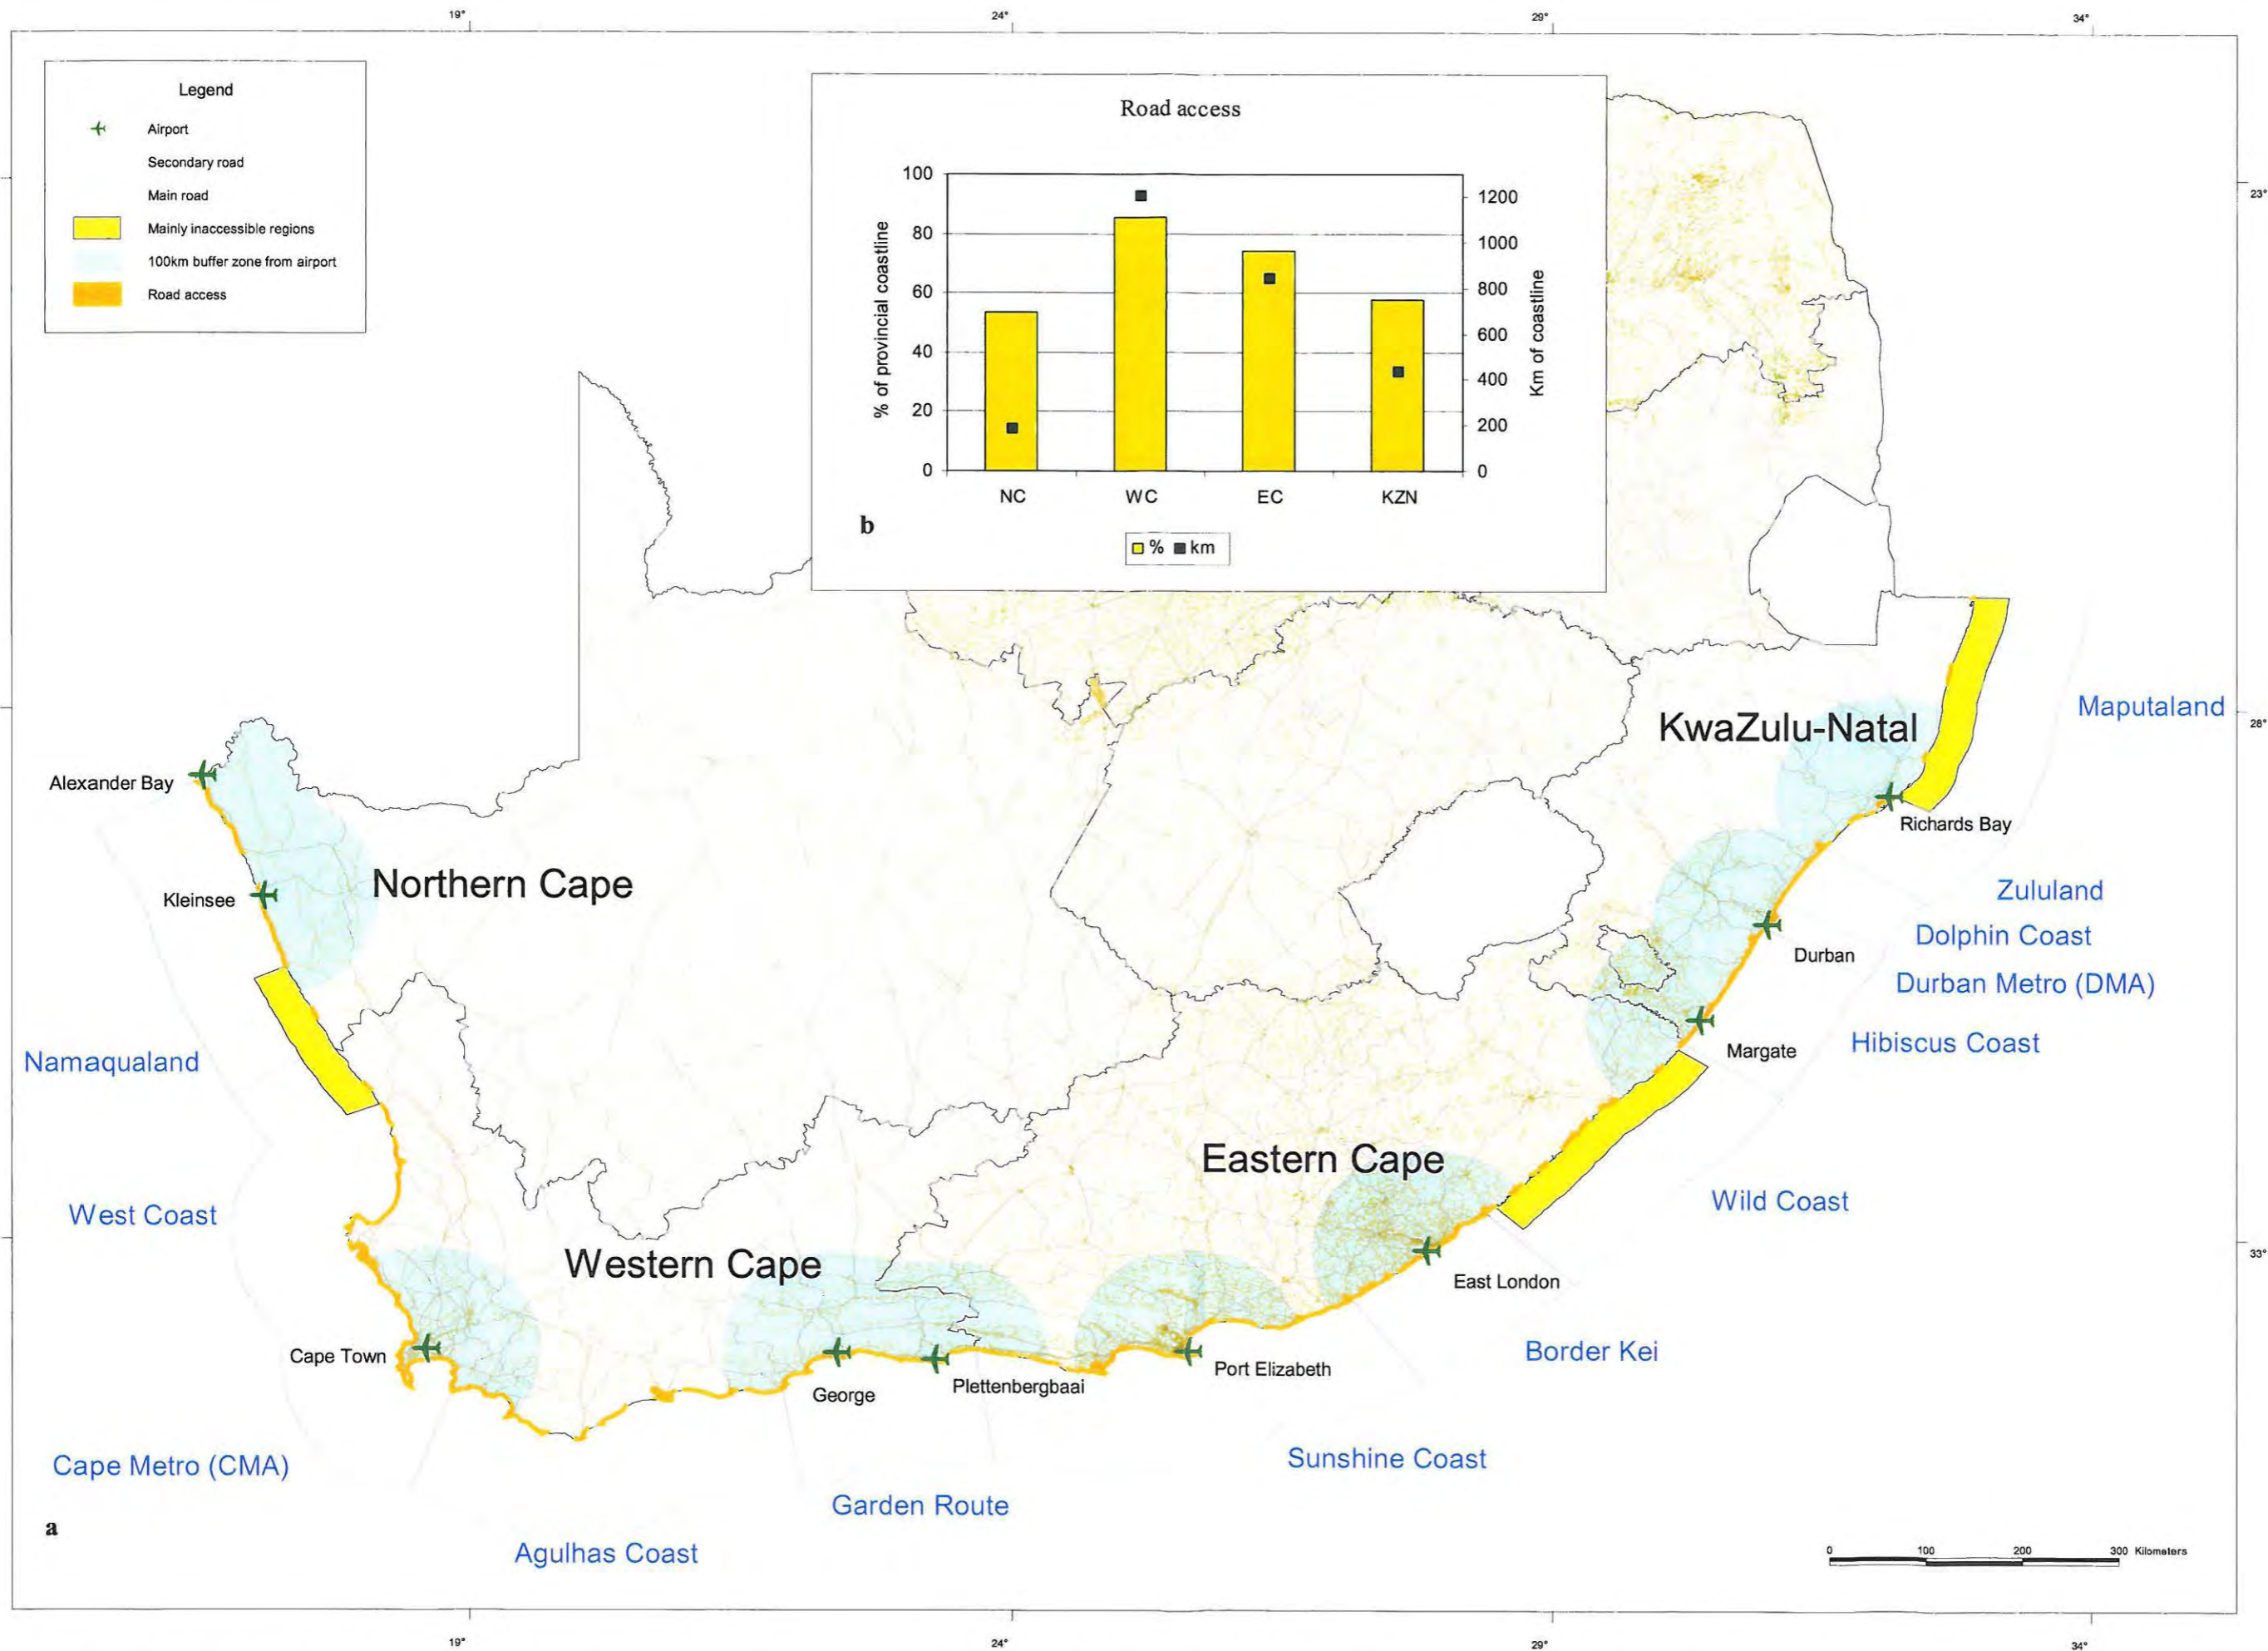 19°
24°
29°
34°
Legend
Airport
Secondary road
Main road
Mainly inaccessible regions
100km buffer zone from airport
Road access
Road access
100
80
60
40
20
0
% of provincial coastline
1200
1000
800
600
400
200
0
Km of coastline
NC
WC
EC
KZN
b
% km
23°
28°
33°
Maputaland
KwaZulu-Natal
Alexander Bay
Richards Bay
Northern Cape
Kleinsee
Zululand
Dolphin Coast
Durban
Durban Metro (DMA)
Hibiscus Coast
Margate
Namaqualand
Eastern Cape
Wild Coast
West Coast
Western Cape
East London
Border Kei
Cape Town
Port Elizabeth
Plettenbergbaai
George
Sunshine Coast
Cape Metro (CMA)
Garden Route
a
Agulhas Coast
0 100 200 300 Kilometers
19°
24°
29°
34°